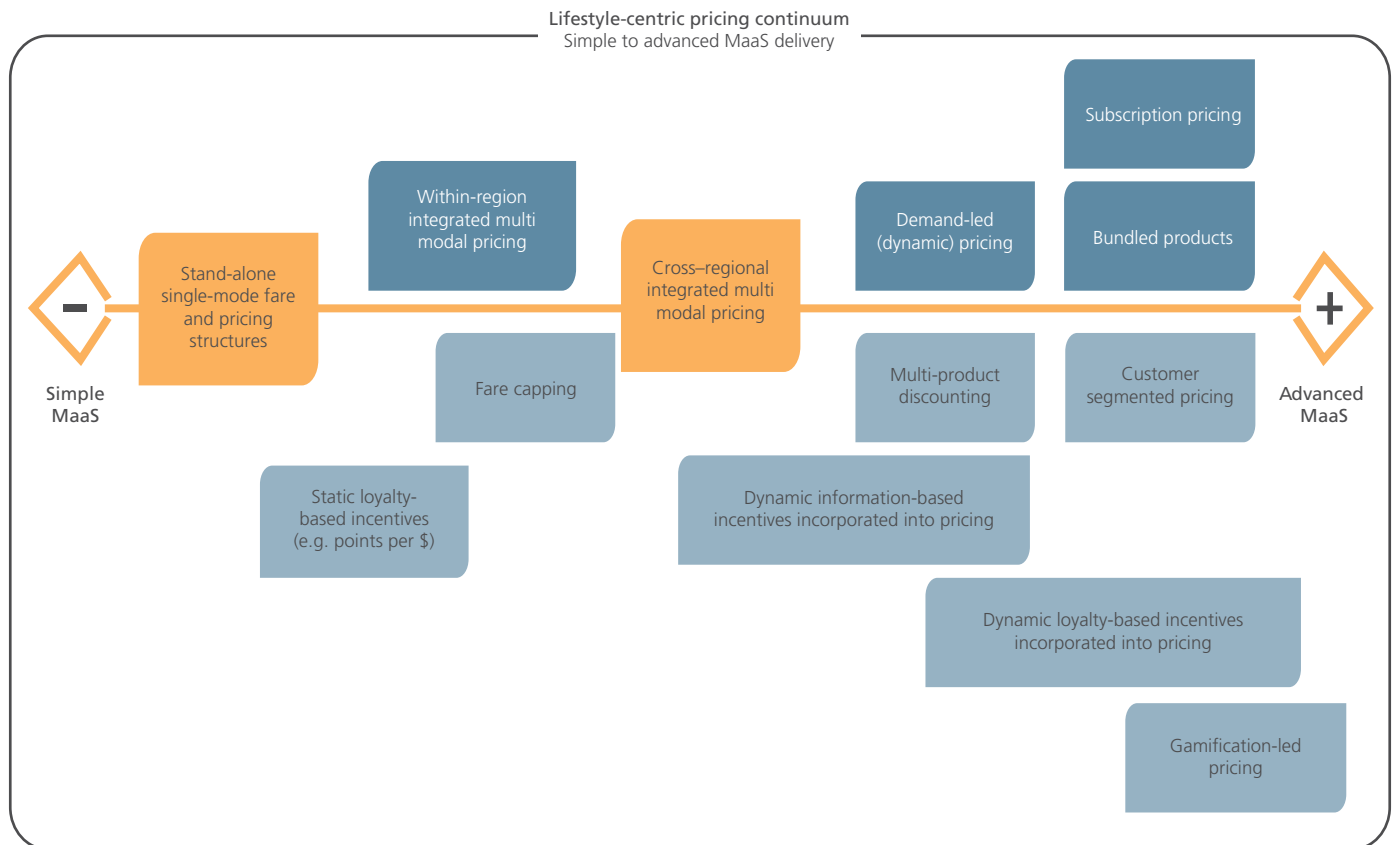 Lifestyle-centric pricing continuum
Simple to advanced MaaS delivery
Subscription pricing
Within-region
integrated multi
modal pricing
Demand-led
(dynamic) pricing
Bundled products
Stand-alone
single-mode fare
and pricing
structures
Cross–regional
integrated multi
modal pricing
–
+
Simple
MaaS
Fare capping
Multi-product
discounting
Customer
segmented pricing
Advanced
MaaS
Static loyalty-
based incentives
(e.g. points per $)
Dynamic information-based
incentives incorporated into pricing
Dynamic loyalty-based incentives
incorporated into pricing
Gamification-led
pricing